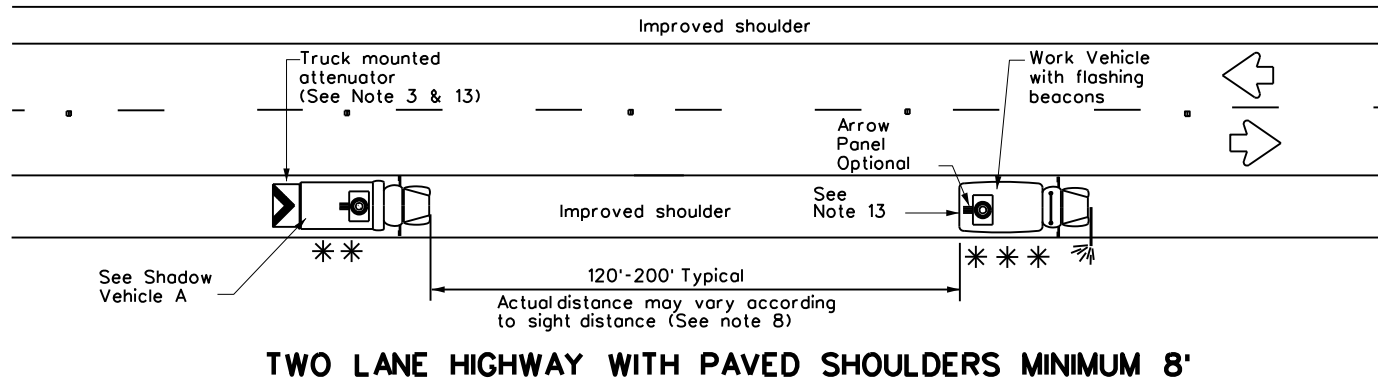 Improved shoulder
Truck mounted
attenuator
(See Note 3 & 13)
Work Vehicle
with flashing
beacons
Arrow
Panel
Optional
See
Note 13
Improved shoulder
See Shadow
Vehicle A
** 
***
120'-200' Typical
Actual distance may vary according
to sight distance (See note 8)
TWO LANE HIGHWAY WITH PAVED SHOULDERS MINIMUM 8'